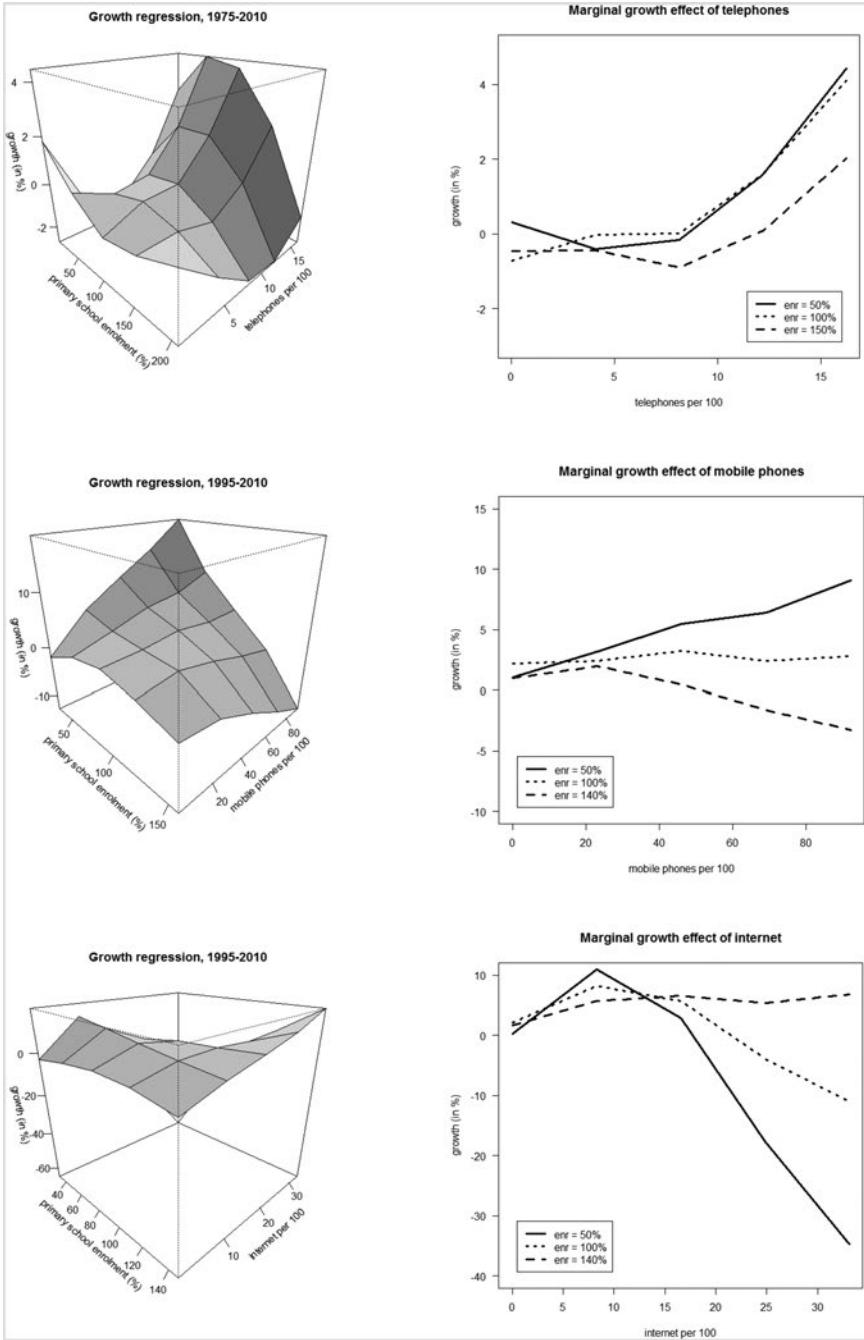 Growth regression, 1975-2010
4
2
0
-2
growth (in %)
50
100
150
200
primary school enrolment (%)
5
10
15
telephones per 100
Marginal growth effect of telephones
4
2
0
-2
growth (in %)
enr = 50%
enr = 100%
enr = 150%
0 5 10 15
telephones per 100
Growth regression, 1995-2010
10
0
-10
growth (in %)
50
100
150
primary school enrolment (%)
20
40
60
80
mobile phones per 100
Marginal growth effect of mobile phones
15
10
5
0
-5
-10
growth (in %)
enr = 50%
enr = 100%
enr = 140%
0 20 40 60 80
mobile phones per 100
Growth regression, 1995-2010
0
-20
-40
-60
growth (in %)
40
60
80
100
120
140
primary school enrolment (%)
10
20
30
Internet per 100
Marginal growth effect of internet
10
0
-10
-20
-30
-40
growth (in %)
enr = 50%
enr = 100%
enr = 140%
0 5 10 15 20 25 30
internet per 100